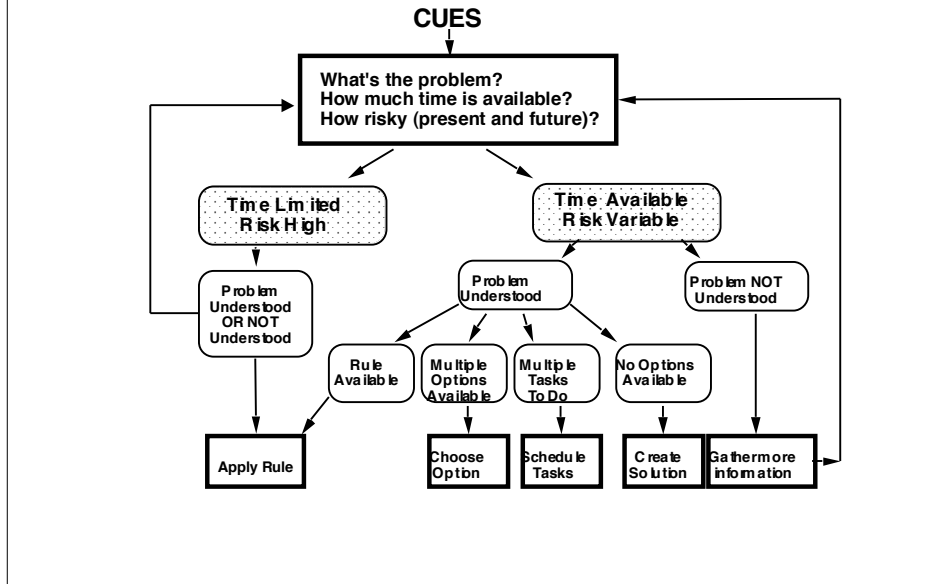 CUES
What's the problem?
How much time is available?
How risky (present and future)?
Time Limited
Risk High
Time Available
Risk Variable
Problem
Understood
OR NOT
Understood
Problem
Understood
Problem NOT
Understood
Rule
Available
Multiple
Options
Available
Multiple
Tasks
To Do
No Options
Available
Apply Rule
Choose
Option
Schedule
Tasks
Create
Solution
Gather more
information